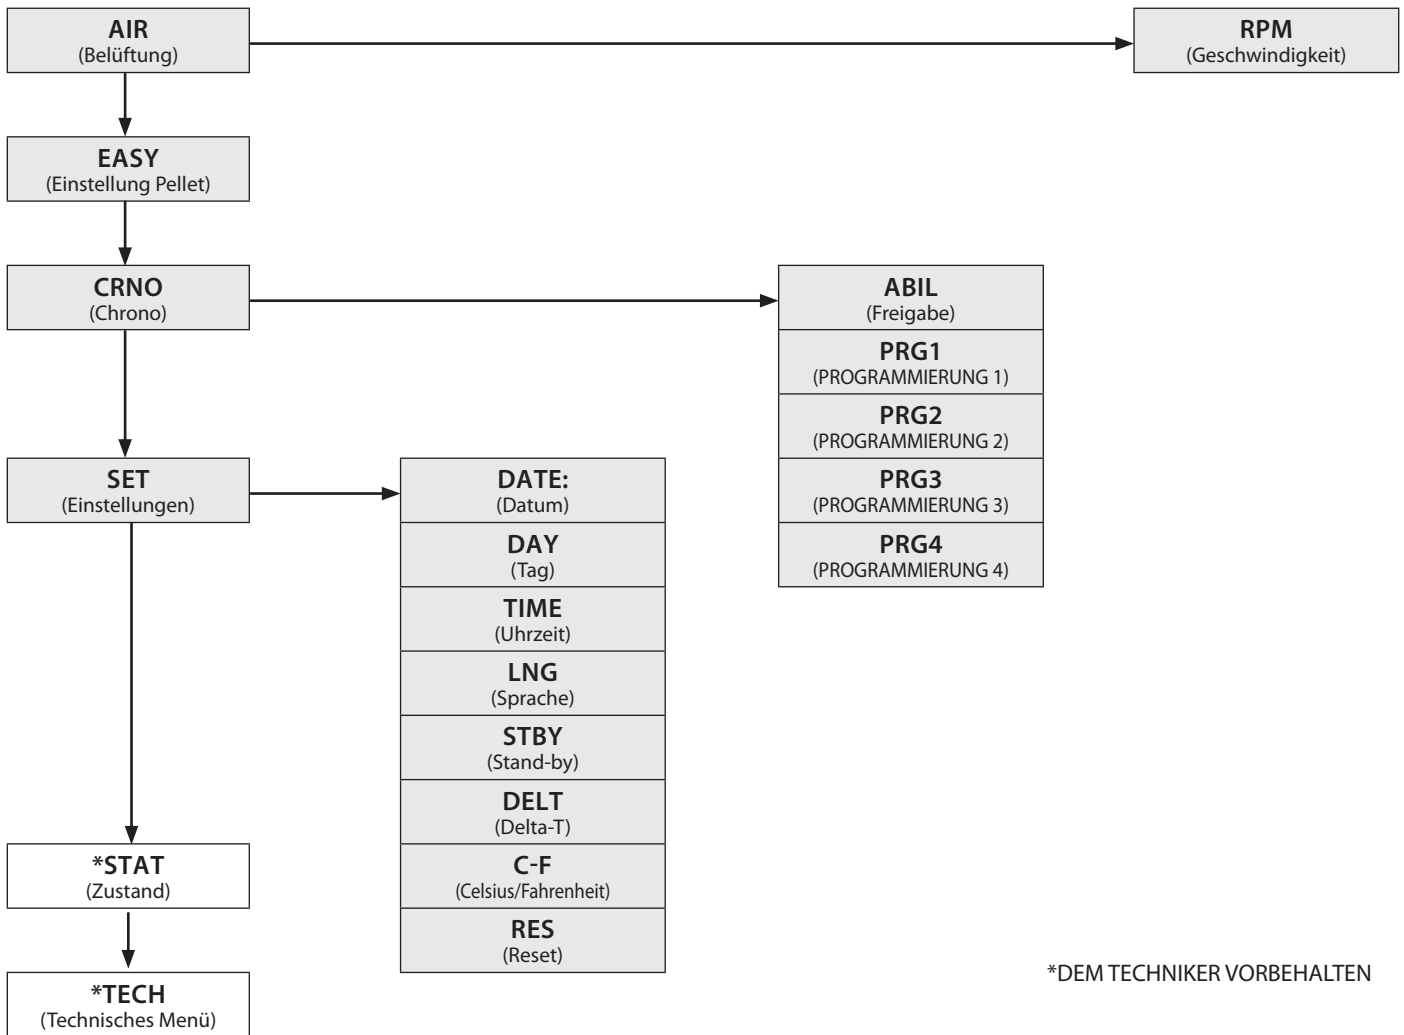 AIR
(Belüftung)
RPM
(Geschwindigkeit)
EASY
(Einstellung Pellet)
CRNO
(Chrono)
ABIL
(Freigabe)
PRG1
(PROGRAMMIERUNG 1)
PRG2
(PROGRAMMIERUNG 2)
PRG3
(PROGRAMMIERUNG 3)
PRG4
(PROGRAMMIERUNG 4)
SET
(Einstellungen)
DATE:
(Datum)
DAY
(Tag)
TIME
(Uhrzeit)
LNG
(Sprache)
STBY
(Stand-by)
DELT
(Delta-T)
C-F
(Celsius/Fahrenheit)
RES
(Reset)
*STAT
(Zustand)
*TECH
(Technisches Menü)
*DEM TECHNIKER VORBEHALTEN